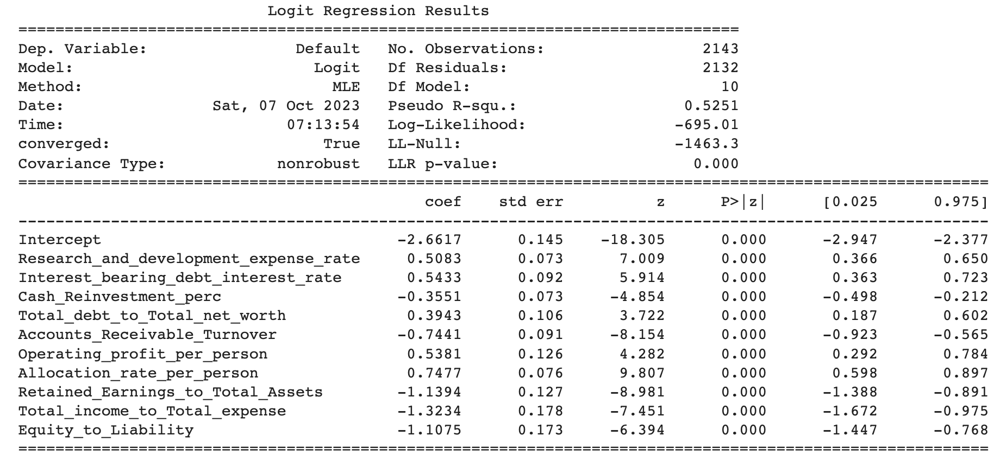 Logit Regression Results
==============================================================================
Dep. Variable:                Default   No. Observations:                 2143
Model:                          Logit   Df Residuals:                     2132
Method:                           MLE   Df Model:                           10
Date:                Sat, 07 Oct 2023   Pseudo R-squ.:                  0.5251
Time:                        07:13:54   Log-Likelihood:                -695.01
converged:                       True   LL-Null:                       -1463.3
Covariance Type:            nonrobust   LLR p-value:                     0.000
=========================================================================================================
                                            coef    std err          z      P>|z|      [0.025      0.975]
---------------------------------------------------------------------------------------------------------
Intercept                                -2.6617      0.145    -18.305      0.000      -2.947      -2.377
Research_and_development_expense_rate     0.5083      0.073      7.009      0.000       0.366       0.650
Interest_bearing_debt_interest_rate       0.5433      0.092      5.914      0.000       0.363       0.723
Cash_Reinvestment_perc                   -0.3551      0.073     -4.854      0.000      -0.498      -0.212
Total_debt_to_Total_net_worth             0.3943      0.106      3.722      0.000       0.187       0.602
Accounts_Receivable_Turnover             -0.7441      0.091     -8.154      0.000      -0.923      -0.565
Operating_profit_per_person               0.5381      0.126      4.282      0.000       0.292       0.784
Allocation_rate_per_person                0.7477      0.076      9.807      0.000       0.598       0.897
Retained_Earnings_to_Total_Assets        -1.1394      0.127     -8.981      0.000      -1.388      -0.891
Total_income_to_Total_expense            -1.3234      0.178     -7.451      0.000      -1.672      -0.975
Equity_to_Liability                      -1.1075      0.173     -6.394      0.000      -1.447      -0.768
=========================================================================================================